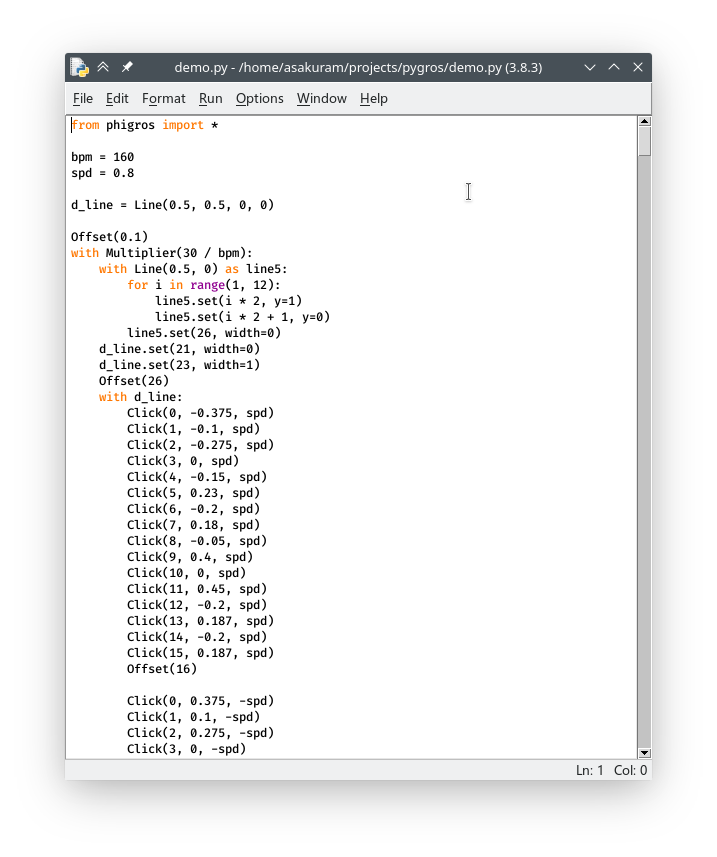 demo.py - /home/asakuram/projects/pygros/demo.py (3.8.3)
File Edit Format Run Options Window Help
from phigros import *
bpm = 160
spd = 0.8
d_line = Line(0.5, 0.5, 0, 0)
Offset(0.1)
with Multiplier(30 / bpm):
    with Line(0.5, 0) as line5:
        for i in range(1, 12):
            line5.set(i * 2, y=1)
            line5.set(i * 2 + 1, y=0)
        line5.set(26, width=0)
    d_line.set(21, width=0)
    d_line.set(23, width=1)
    Offset(26)
    with d_line:
        Click(0, -0.375, spd)
        Click(1, -0.1, spd)
        Click(2, -0.275, spd)
        Click(3, 0, spd)
        Click(4, -0.15, spd)
        Click(5, 0.23, spd)
        Click(6, -0.2, spd)
        Click(7, 0.18, spd)
        Click(8, -0.05, spd)
        Click(9, 0.4, spd)
        Click(10, 0, spd)
        Click(11, 0.45, spd)
        Click(12, -0.2, spd)
        Click(13, 0.187, spd)
        Click(14, -0.2, spd)
        Click(15, 0.187, spd)
        Offset(16)
        Click(0, 0.375, -spd)
        Click(1, 0.1, -spd)
        Click(2, 0.275, -spd)
        Click(3, 0, -spd)
Ln: 1 Col: 0